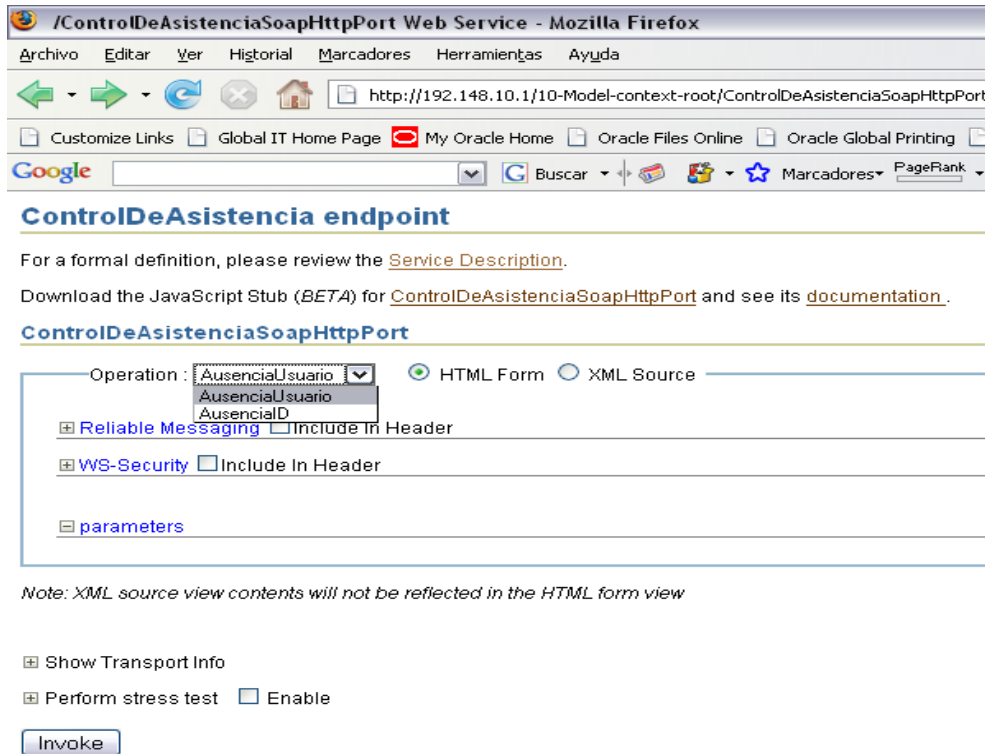 /ControlDeAsistenciaSoapHttpPort Web Service - Mozilla Firefox
Archivo Editar Ver Historial Marcadores Herramientas Ayuda
http://192.148.10.1/10-Model-context-root/ControlDeAsistenciaSoapHttpPort
Customize Links Global IT Home Page My Oracle Home Oracle Files Online Oracle Global Printing
Google G Buscar Marcadores PageRank
ControlDeAsistencia endpoint
For a formal definition, please review the Service Description.
Download the JavaScript Stub (BETA) for ControlDeAsistenciaSoapHttpPort and see its documentation .
ControlDeAsistenciaSoapHttpPort
Operation : AusenciaUsuario HTML Form XML Source
AusenciaUsuario
AusenciaID
Reliable Messaging Include In Header
WS-Security Include In Header
parameters
Note: XML source view contents will not be reflected in the HTML form view
Show Transport Info
Perform stress test Enable
Invoke